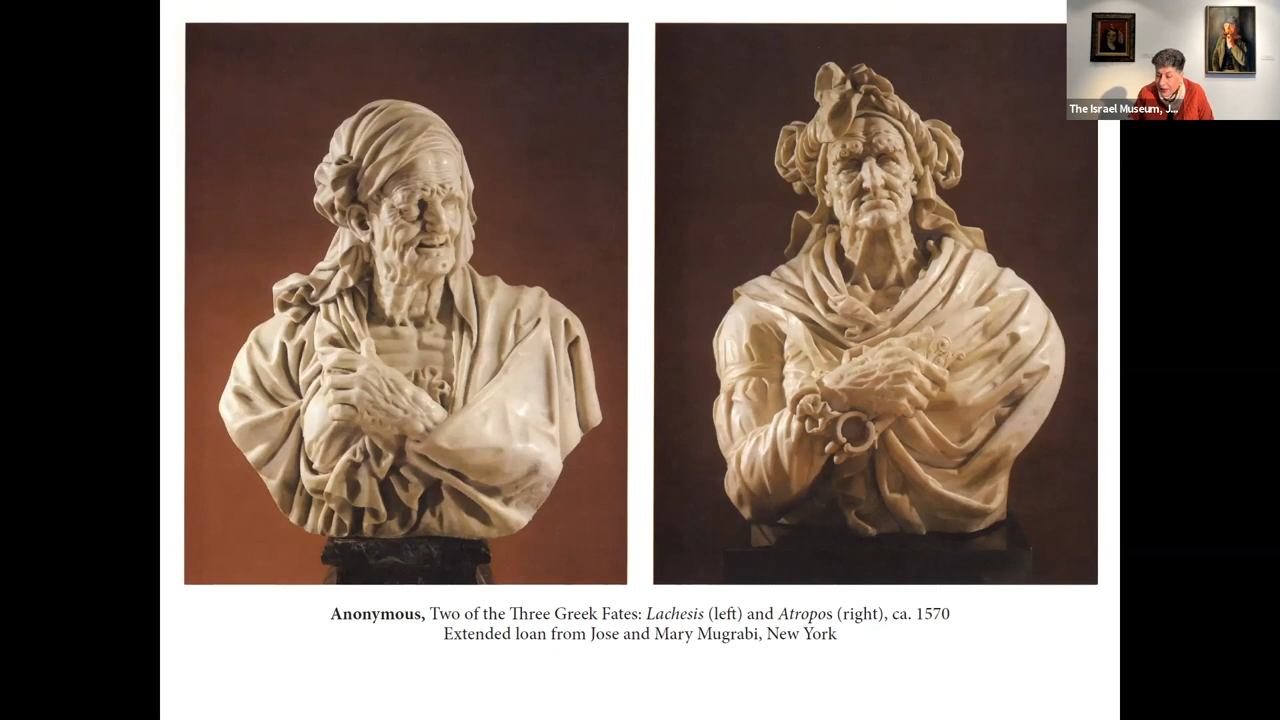 The Israel Museum, J...
Anonymous, Two of the Three Greek Fates: Lachesis (left) and Atropos (right), ca. 1570
Extended loan from Jose and Mary Mugrabi, New York